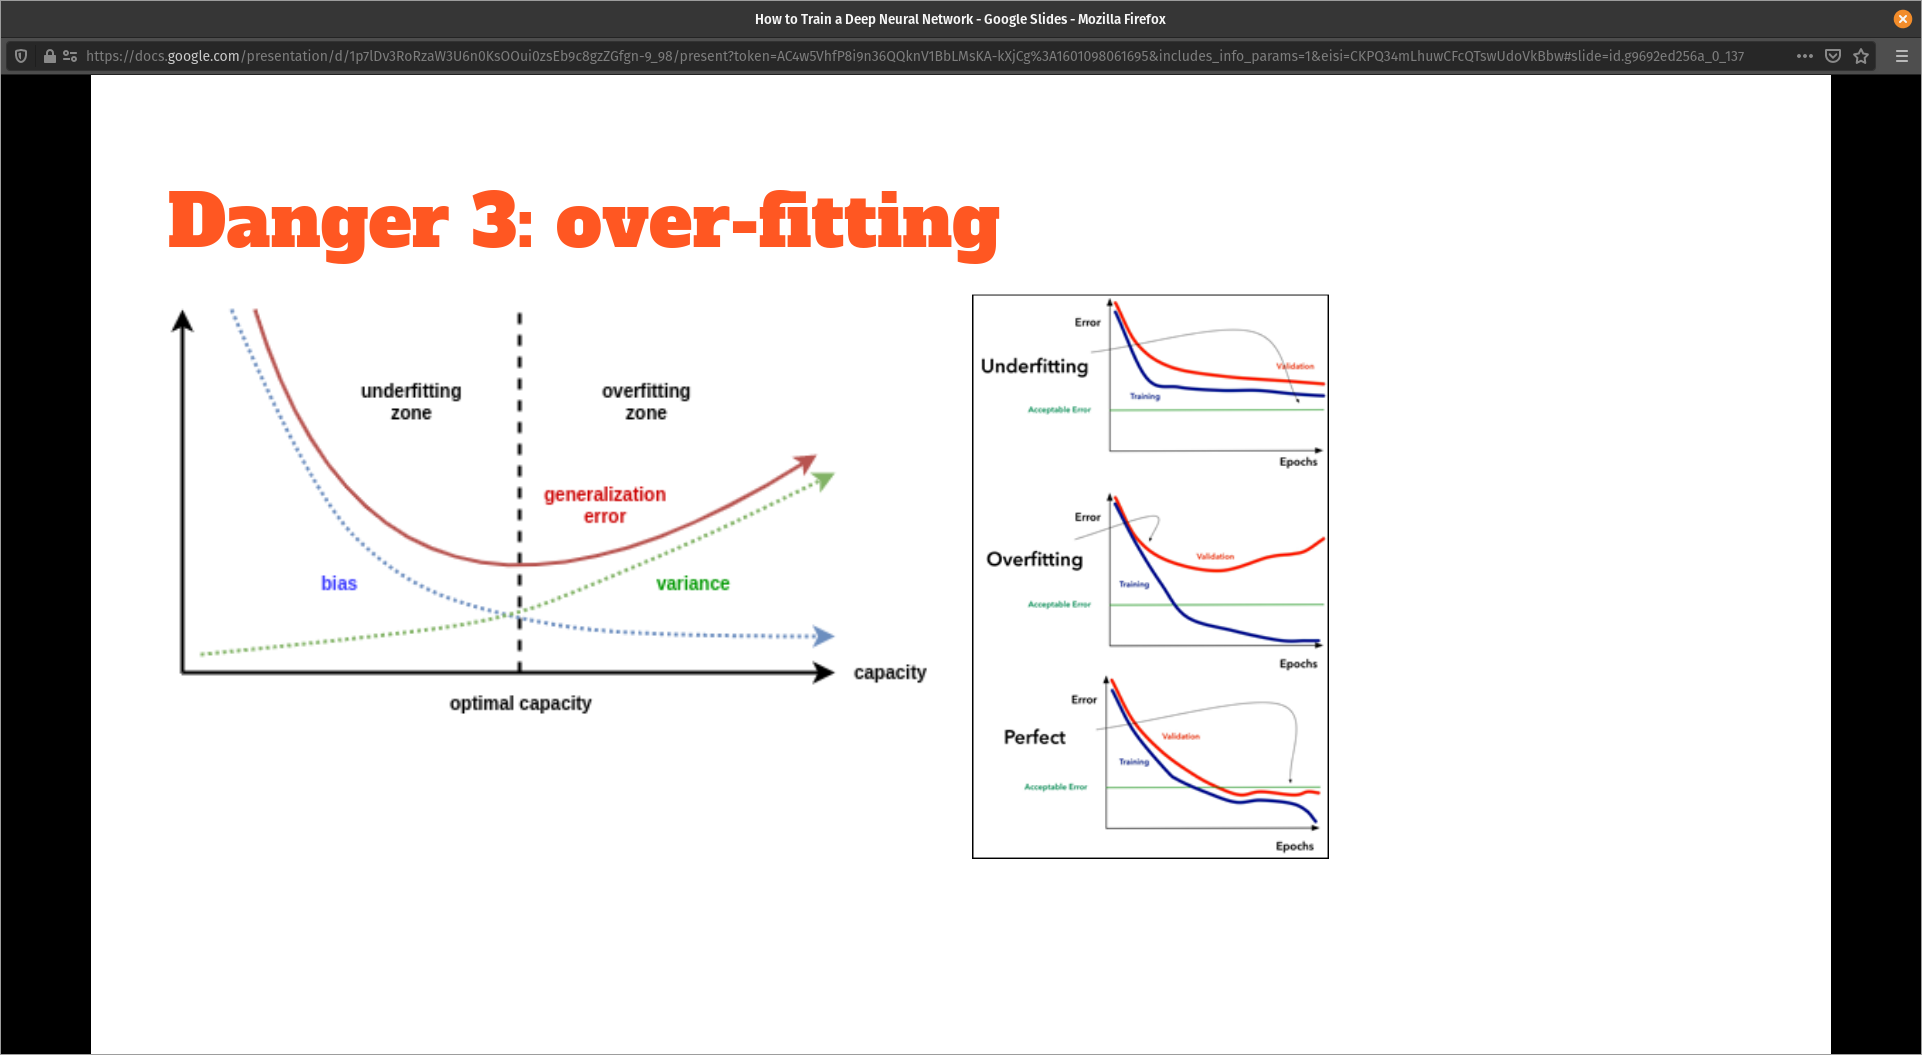 How to Train a Deep Neural Network - Google Slides - Mozilla Firefox
https://docs.google.com/presentation/d/1p7lDv3RoRzaW3U6n0KsOOui0zsEb9c8gzZGfgn-9_98/present?token=AC4w5VhfP8i9n36QQknV1BbLMsKA-kXjCg%3A1601098061695&includes_info_params=1&eisi=CKPQ34mLhuwCFcQTswUdoVkBbw#slide=id.g9692ed256a_0_137
Danger 3: over-fitting
underfitting
zone
overfitting
zone
generalization
error
bias
variance
capacity
optimal capacity
Error
Underfitting
Validation
Training
Acceptable Error
Epochs
Error
Overfitting
Validation
Training
Acceptable Error
Epochs
Error
Perfect
Validation
Training
Acceptable Error
Epochs